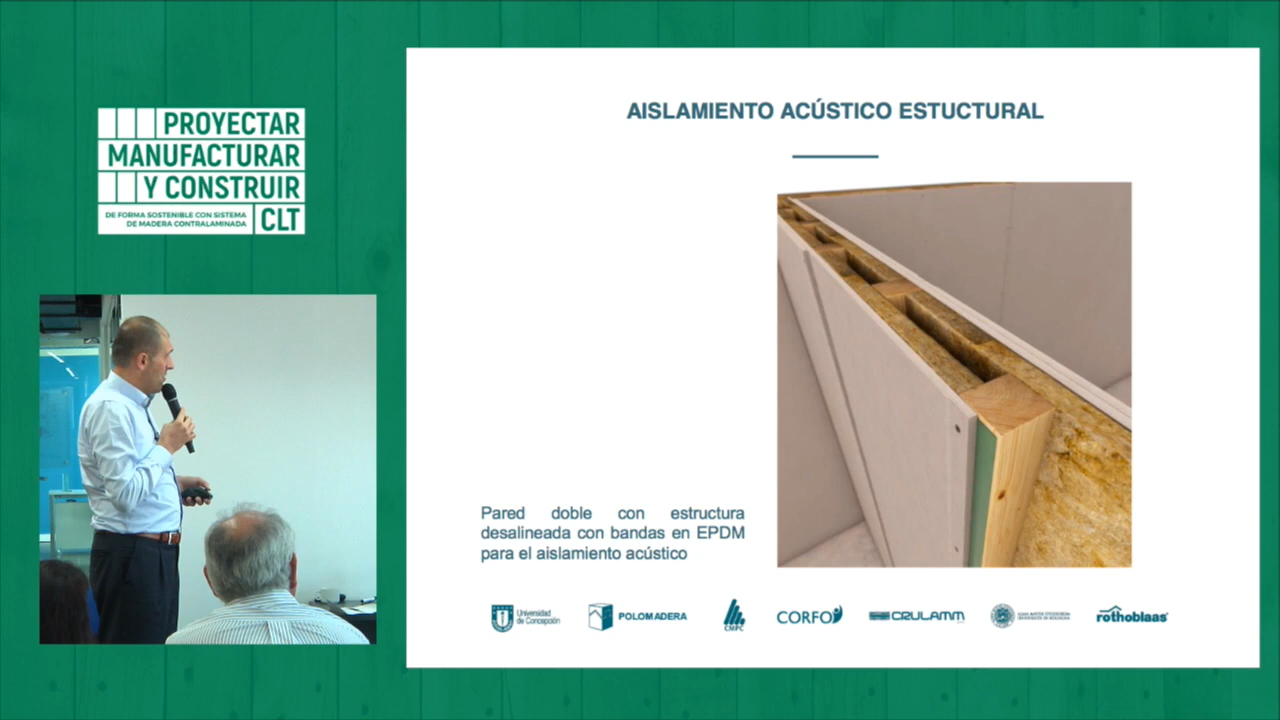 PROYECTAR
MANUFACTURAR
Y CONSTRUIR
DE FORMA SOSTENIBLE CON SISTEMA
DE MADERA CONTRALAMINADA
CLT
AISLAMIENTO ACÚSTICO ESTUCTURAL
Pared doble con estructura
desalineada con bandas en EPDM
para el aislamiento acústico
Universidad
de Concepción
POLOMADERA
CMPC
CORFO
CRULAMM
rothoblaas